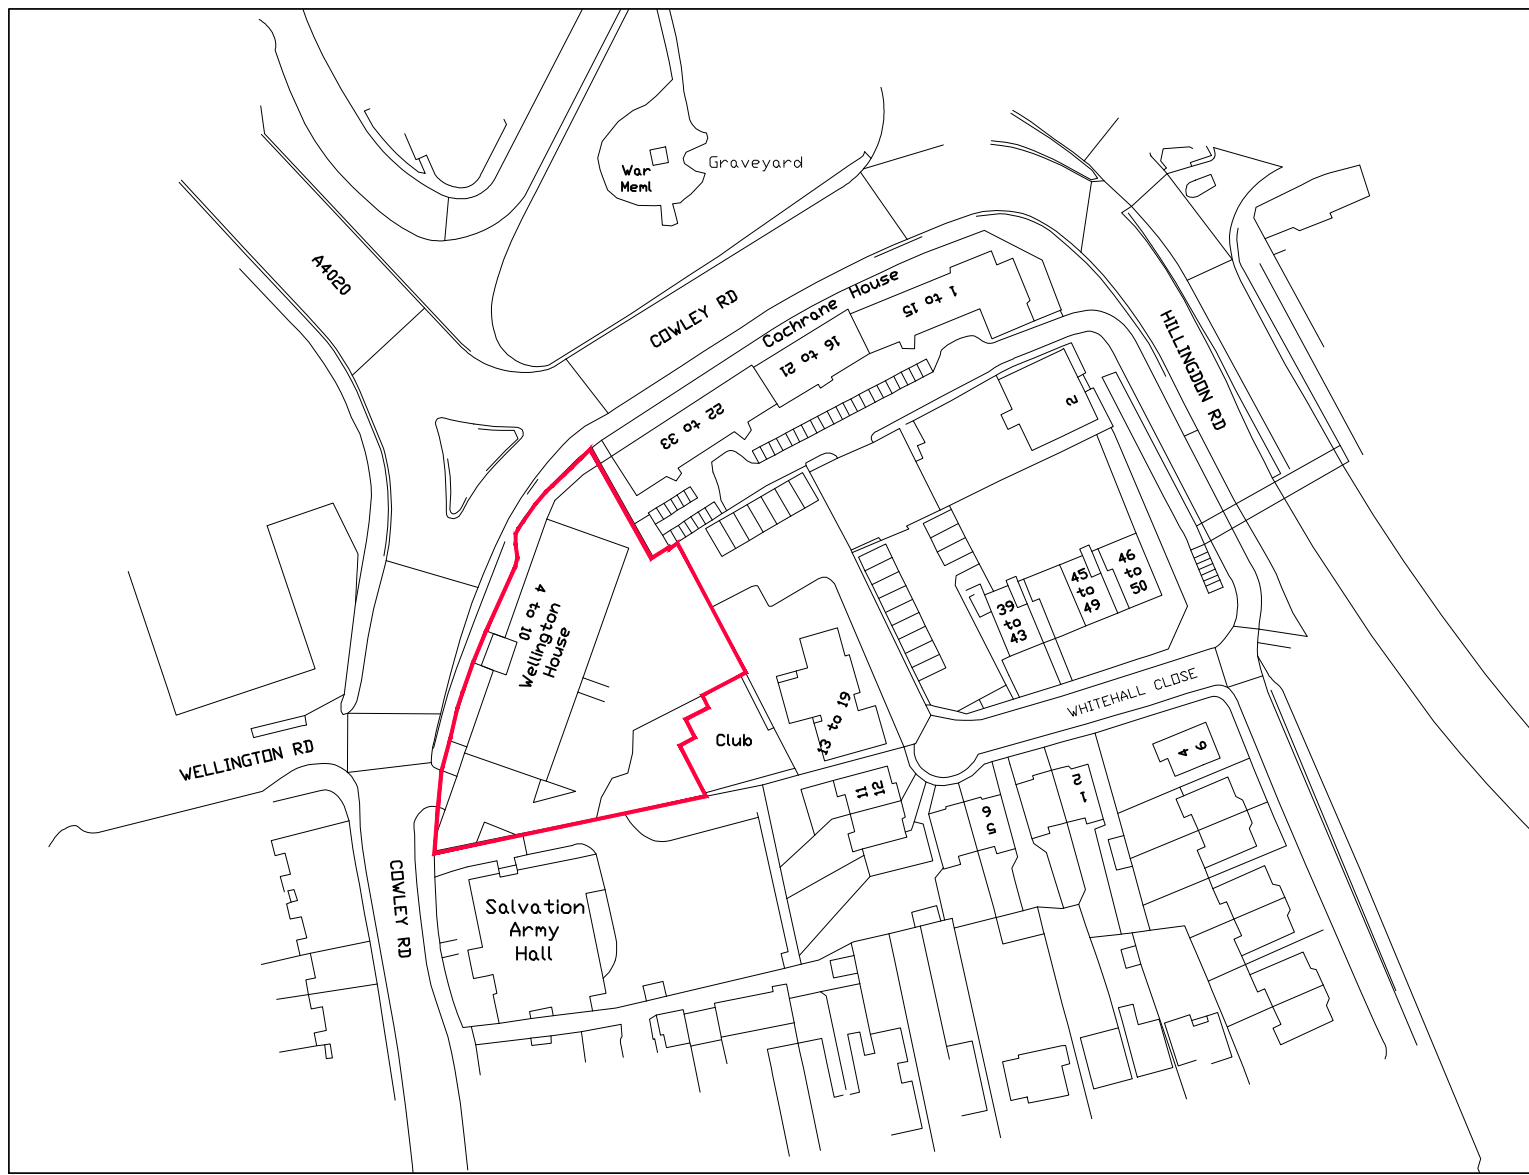 War
Meml
Graveyard
A4020
COWLEY RD
Cochrane House
1 to 15
16 to 21
22 to 33
HILLINGDON RD
2
4 to 10
Wellington
House
39
to
43
45
to
49
46
to
50
WHITEHALL CLOSE
13 to 19
Club
WELLINGTON RD
11
12
5
6
1
2
4
6
COWLEY RD
Salvation
Army
Hall